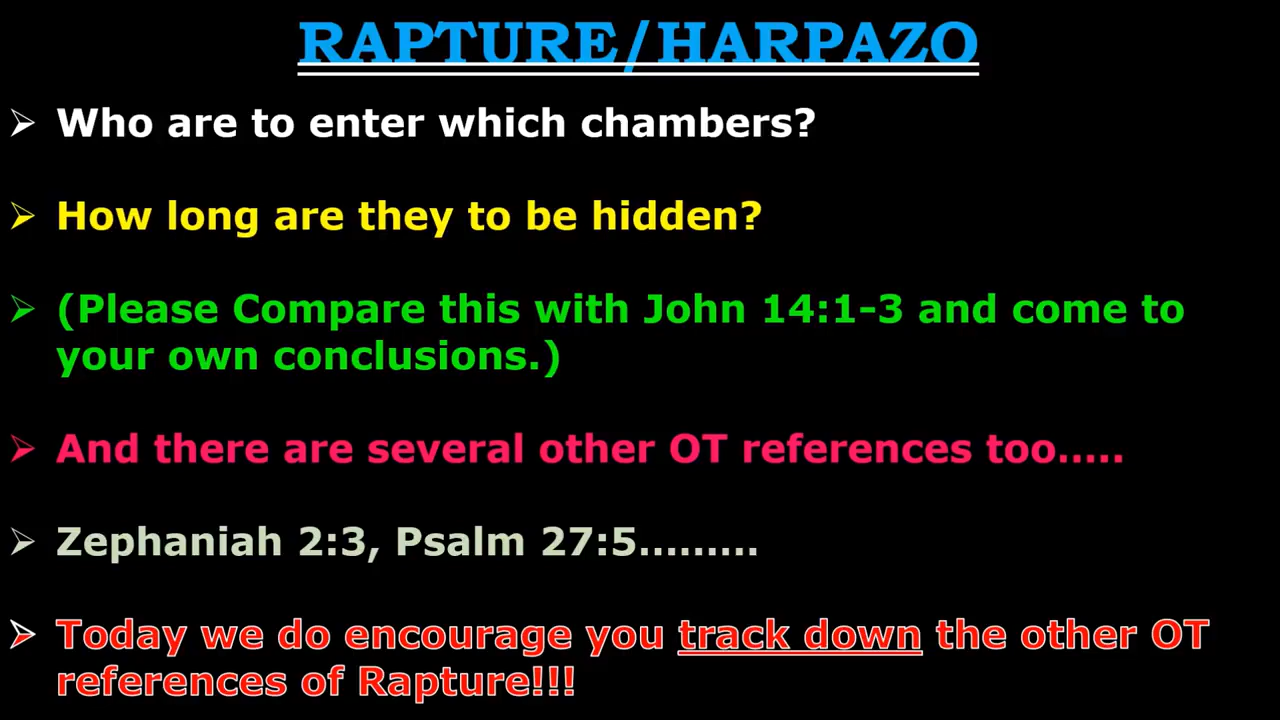 RAPTURE/HARPAZO
Who are to enter which chambers?
How long are they to be hidden?
(Please Compare this with John 14:1-3 and come to
your own conclusions.)
And there are several other OT references too.....
Zephaniah 2:3, Psalm 27:5.........
Today we do encourage you track down the other OT
references of Rapture!!!